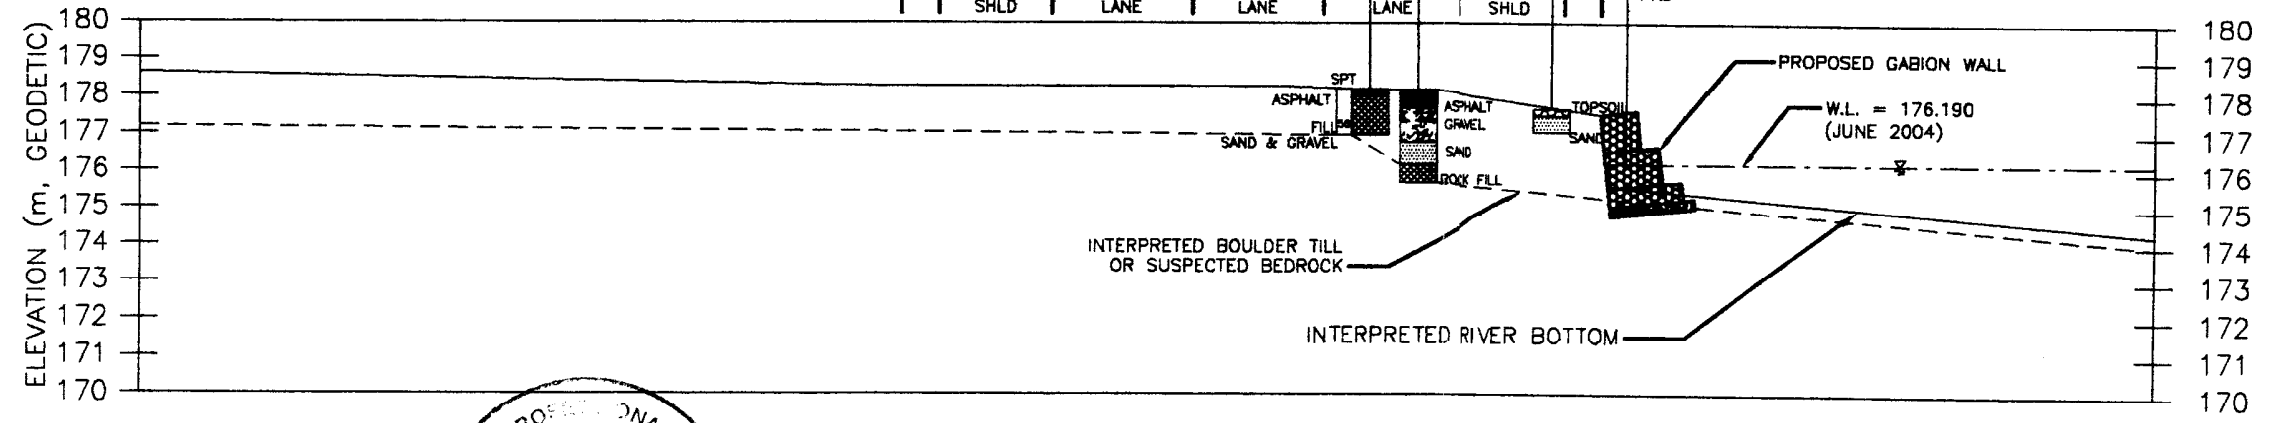 SHLD LANE LANE LANE SHLD
ELEVATION (m, GEODETIC)
180
179
178
177
176
175
174
173
172
171
170
SPT
ASPHALT
FILL
SAND & GRAVEL
ASPHALT
GRAVEL
SAND
ROCK FILL
TOPSOIL
SAND
PROPOSED GABION WALL
W.L. = 176.190
(JUNE 2004)
INTERPRETED BOULDER TILL
OR SUSPECTED BEDROCK
INTERPRETED RIVER BOTTOM
180
179
178
177
176
175
174
173
172
171
170